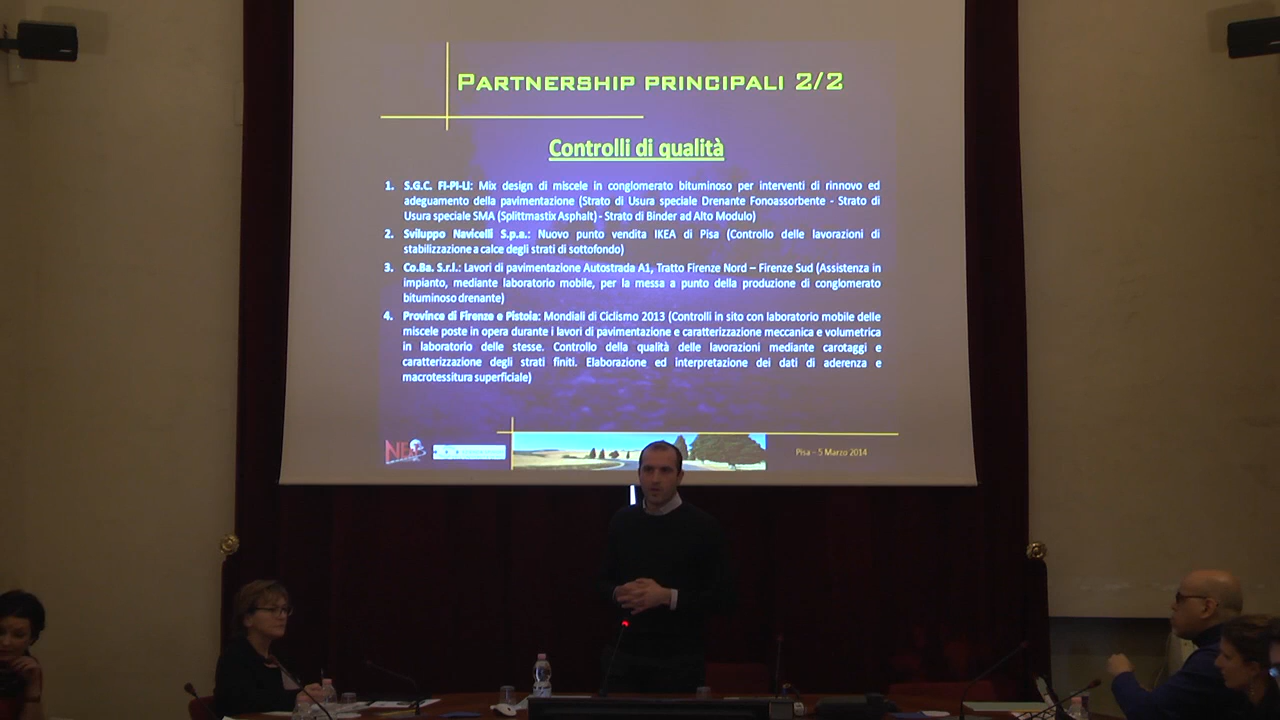 PARTNERSHIP PRINCIPALI 2/2
Controlli di qualità
1. S.G.C. FI-PI-LI: Mix design di miscele in conglomerato bituminoso per interventi di rinnovo ed
adeguamento della pavimentazione (Strato di Usura speciale Drenante Fonoassorbente - Strato di
Usura speciale SMA (Splittmastix Asphalt) - Strato di Binder ad Alto Modulo)
2. Sviluppo Navicelli S.p.a.: Nuovo punto vendita IKEA di Pisa (Controllo delle lavorazioni di
stabilizzazione a calce degli strati di sottofondo)
3. Co.Ba. S.r.l.: Lavori di pavimentazione Autostrada A1, Tratto Firenze Nord – Firenze Sud (Assistenza in
impianto, mediante laboratorio mobile, per la messa a punto della produzione di conglomerato
bituminoso drenante)
4. Province di Firenze e Pistoia: Mondiali di Ciclismo 2013 (Controlli in sito con laboratorio mobile delle
miscele poste in opera durante i lavori di pavimentazione e caratterizzazione meccanica e volumetrica
in laboratorio delle stesse. Controllo della qualità delle lavorazioni mediante carotaggi e
caratterizzazione degli strati finiti. Elaborazione ed interpretazione dei dati di aderenza e
macrotessitura superficiale)
Pisa – 5 Marzo 2014